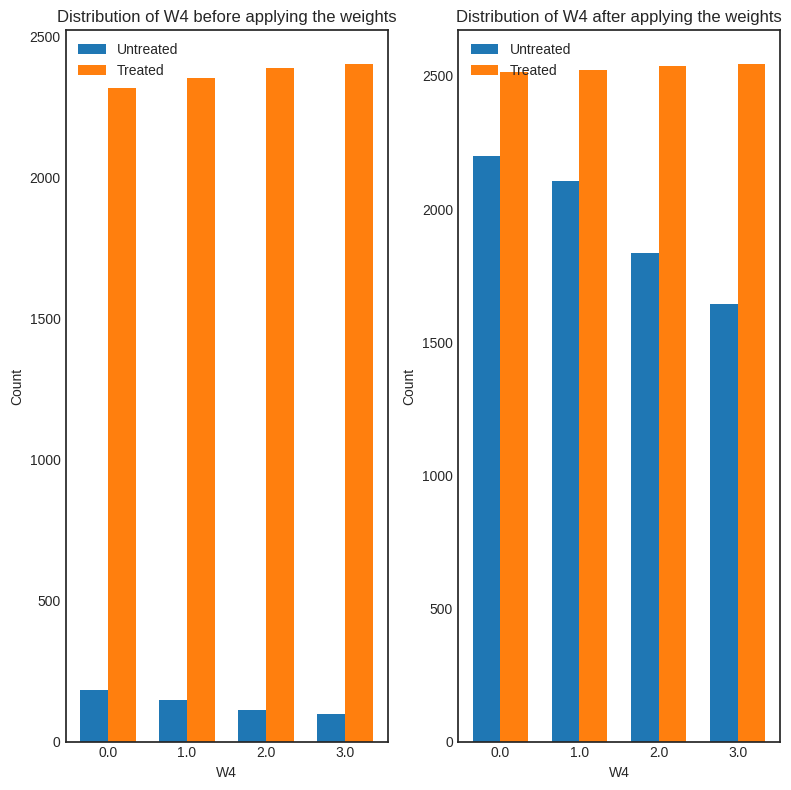 Distribution of W4 before applying the weights
Untreated
Treated
2500
2000
1500
1000
500
0
Count
0.0 1.0 2.0 3.0
W4
Distribution of W4 after applying the weights
Untreated
Treated
2500
2000
1500
1000
500
0
Count
0.0 1.0 2.0 3.0
W4